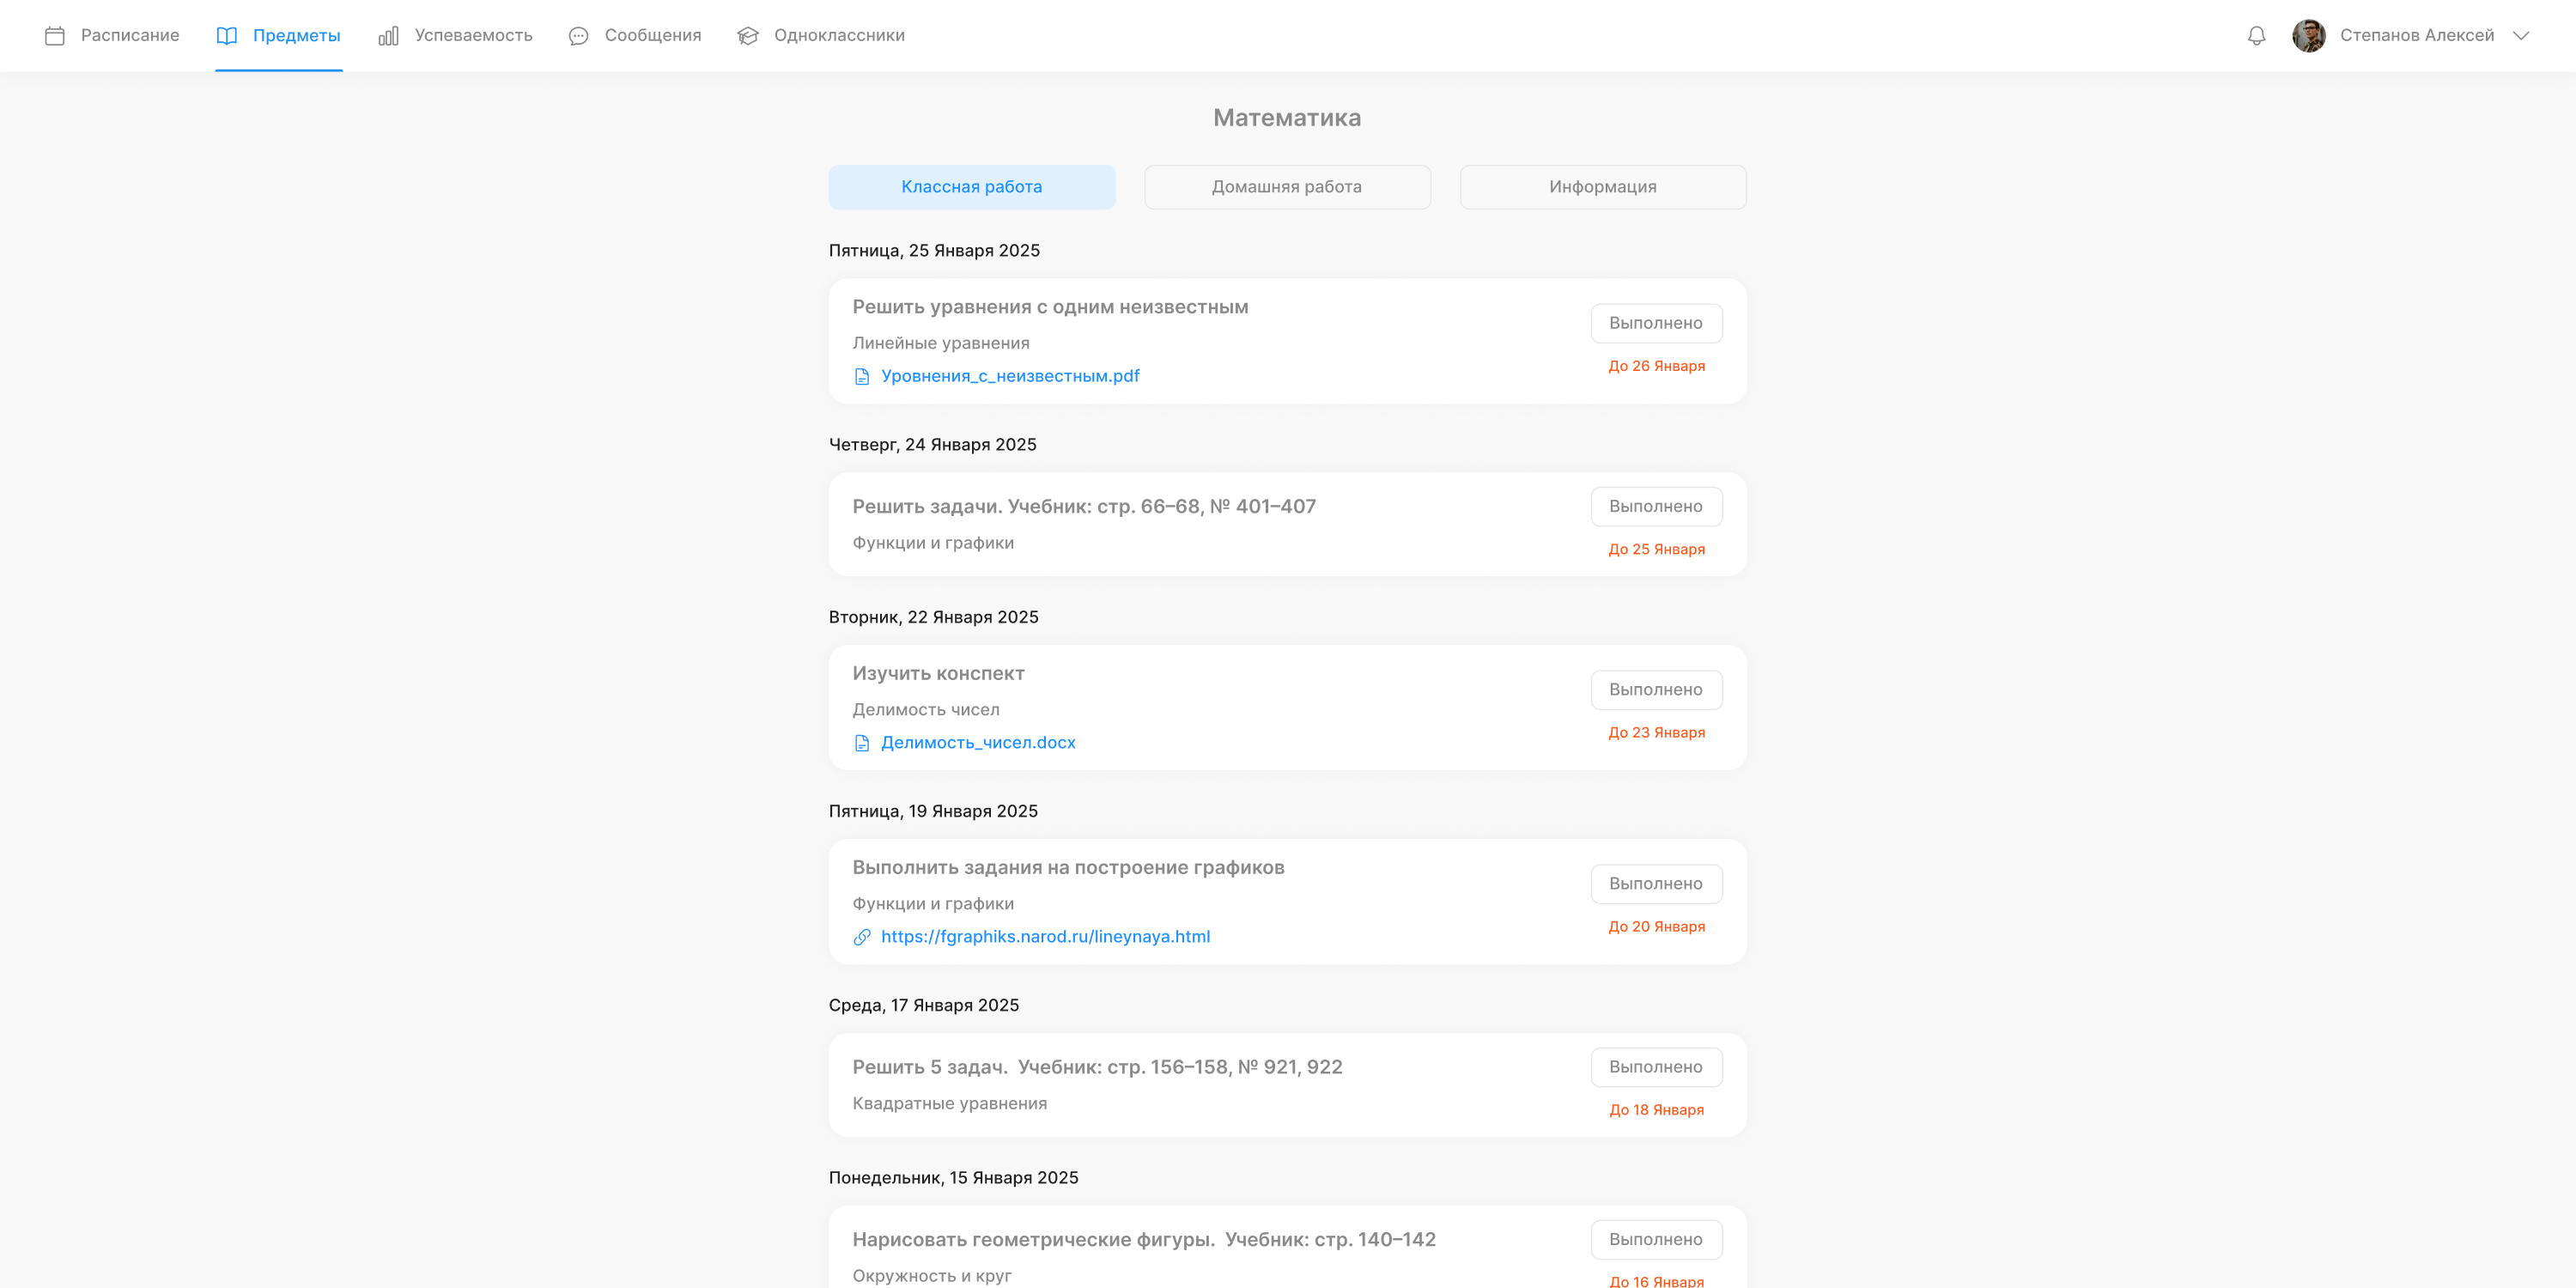 Расписание
Предметы
Успеваемость
Сообщения
Одноклассники
Степанов Алексей
Математика
Классная работа
Домашняя работа
Информация
Пятница, 25 Января 2025
Решить уравнения с одним неизвестным
Линейные уравнения
Уровнения_с_неизвестным.pdf
Выполнено
До 26 Января
Четверг, 24 Января 2025
Решить задачи. Учебник: стр. 66–68, № 401–407
Функции и графики
Выполнено
До 25 Января
Вторник, 22 Января 2025
Изучить конспект
Делимость чисел
Делимость_чисел.docx
Выполнено
До 23 Января
Пятница, 19 Января 2025
Выполнить задания на построение графиков
Функции и графики
https://fgraphiks.narod.ru/lineynaya.html
Выполнено
До 20 Января
Среда, 17 Января 2025
Решить 5 задач.  Учебник: стр. 156–158, № 921, 922
Квадратные уравнения
Выполнено
До 18 Января
Понедельник, 15 Января 2025
Нарисовать геометрические фигуры.  Учебник: стр. 140–142
Окружность и круг
Выполнено
До 16 Января